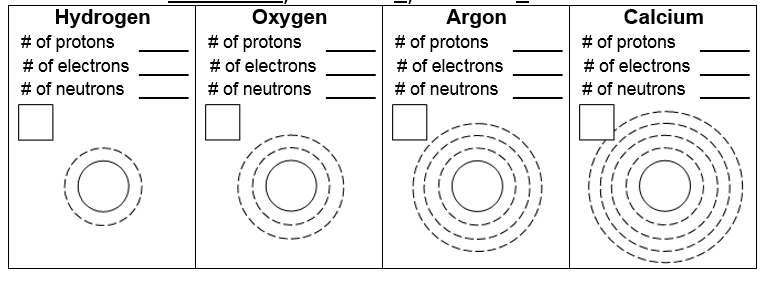 Hydrogen
# of protons
# of electrons
# of neutrons
Oxygen
# of protons
# of electrons
# of neutrons
Argon
# of protons
# of electrons
# of neutrons
Calcium
# of protons
# of electrons
# of neutrons